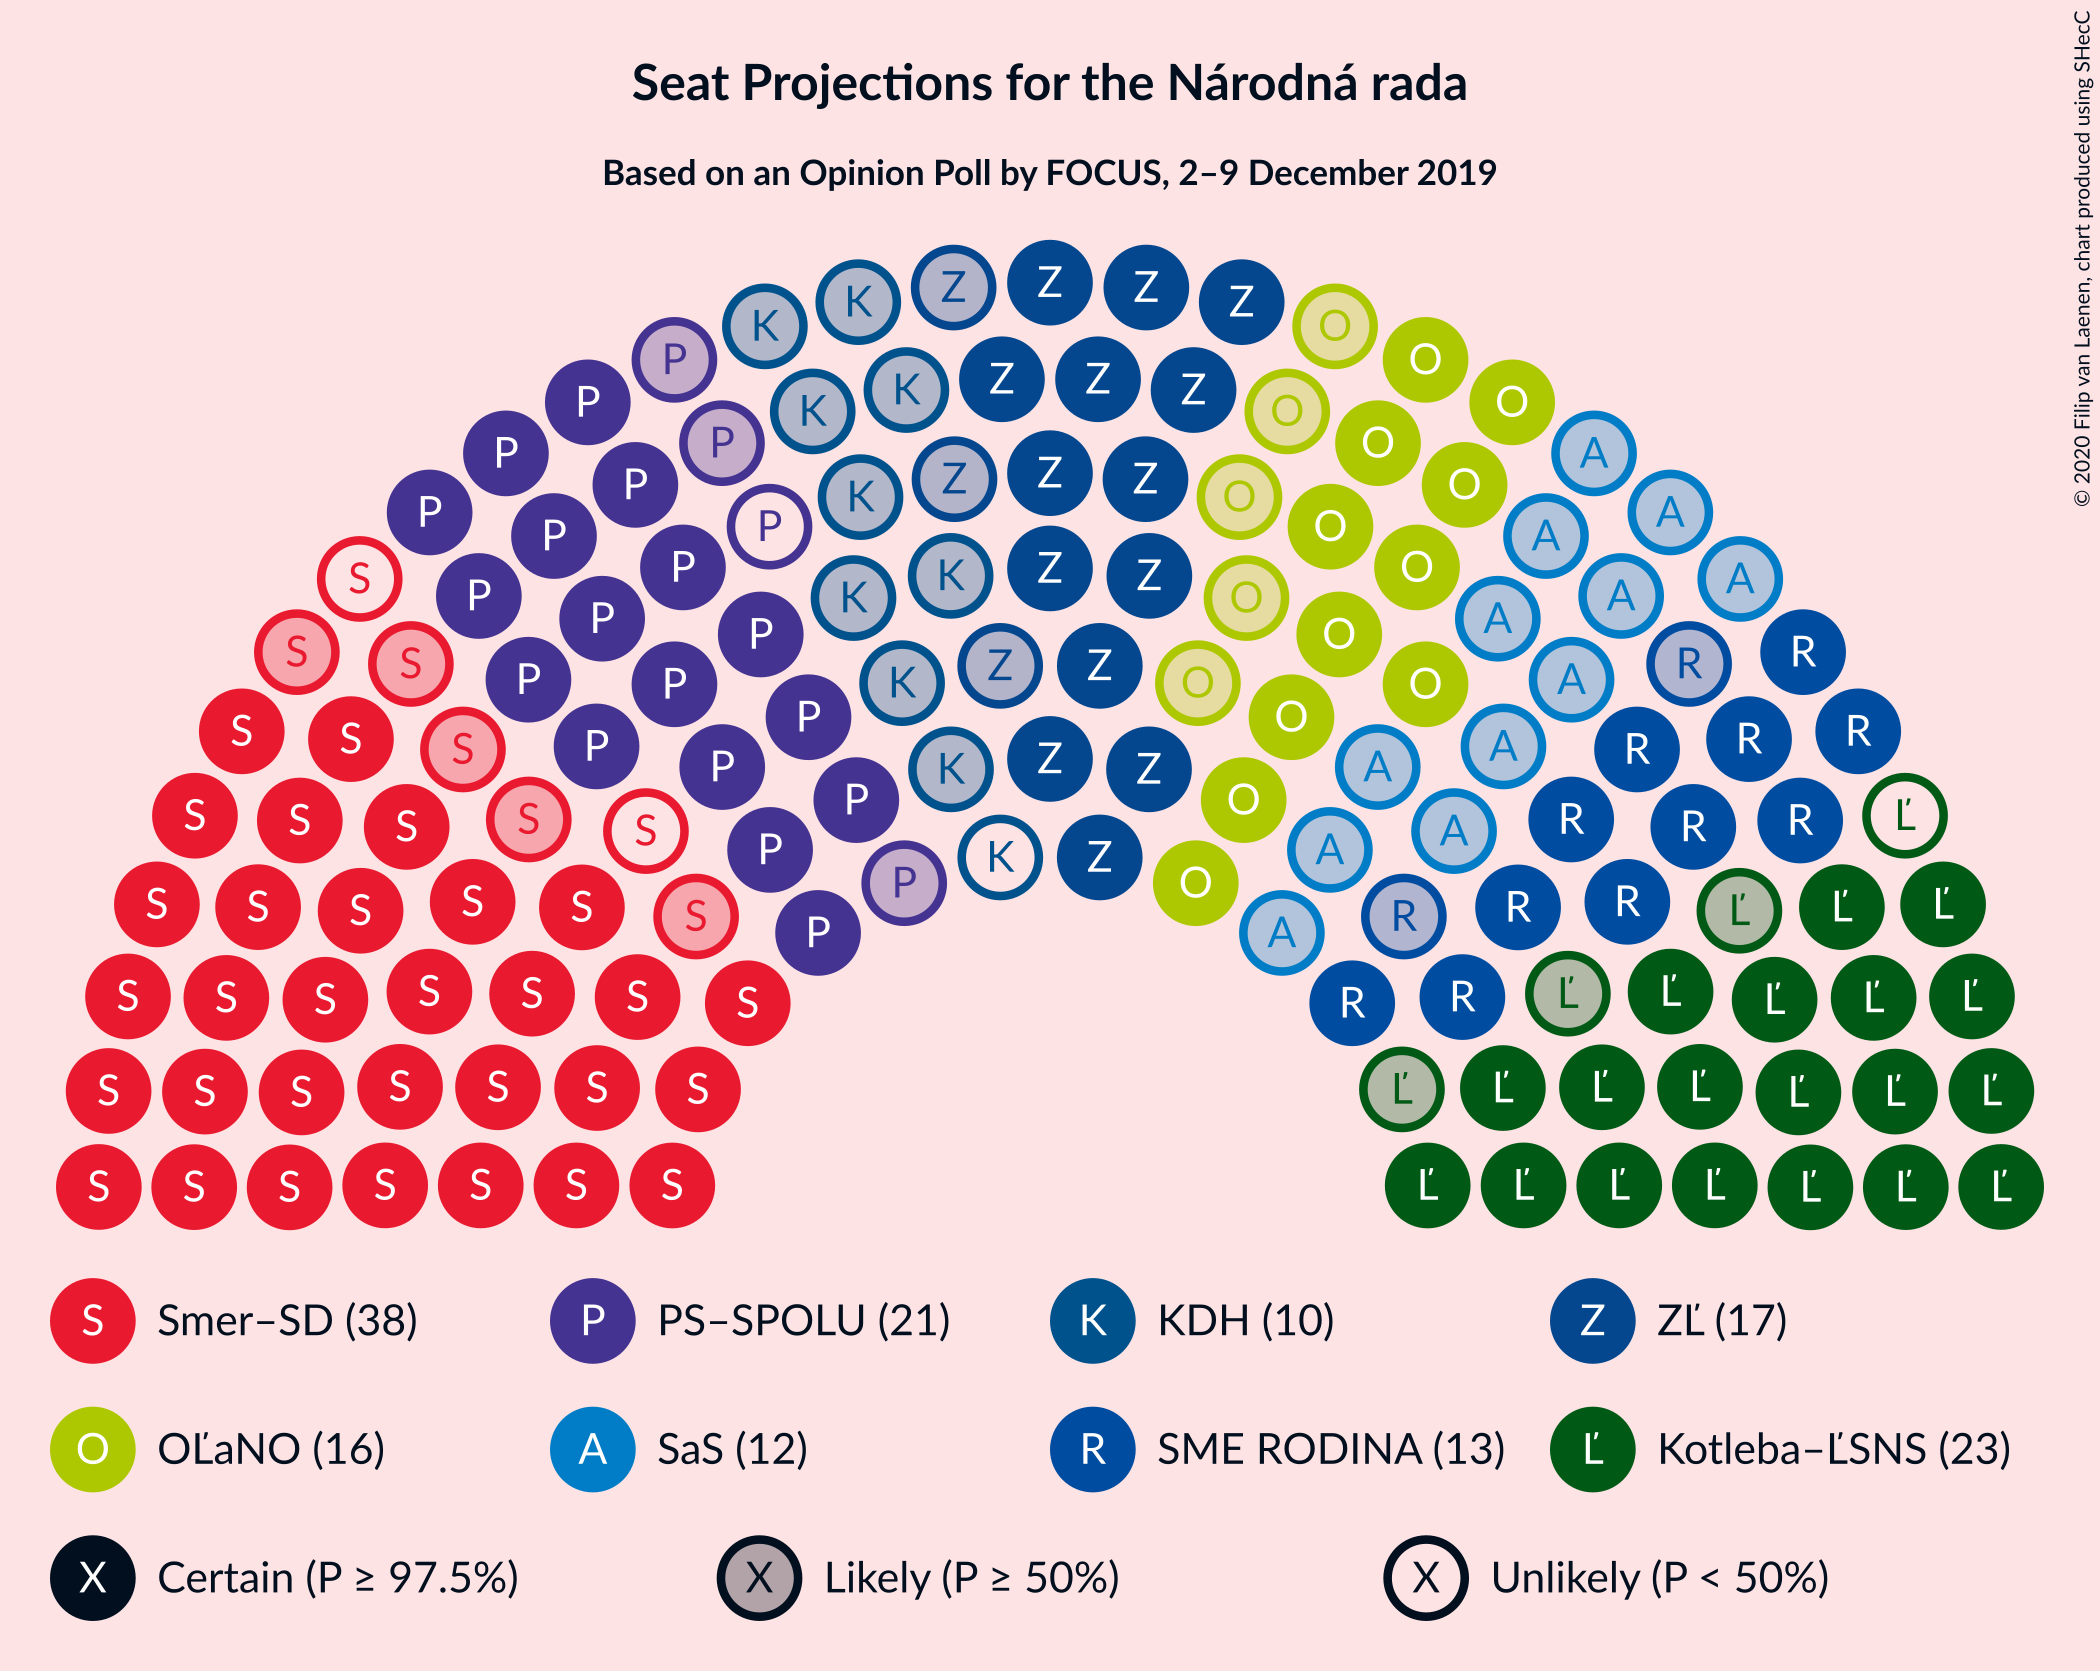 Seat Projections for the Národná rada
Based on an Opinion Poll by FOCUS, 2–9 December 2019
© 2020 Filip van Laenen, chart produced using SHecC
K K Z Z Z Z O
P K K Z Z Z O O
P P K Z Z Z O O O A
P P P K K Z Z O O O A A
P P P P K Z Z O O O A A A
S P P P P K Z Z O O A A A R
S S P P P P K Z O A A A R R
S S S P P P P O A A R R R
S S S S S P R R R R Ľ
S S S S S S P A R R R Ľ Ľ Ľ
S S S S S S S R R Ľ Ľ Ľ Ľ Ľ
S S S S S S S Ľ Ľ Ľ Ľ Ľ Ľ Ľ
S S S S S S S Ľ Ľ Ľ Ľ Ľ Ľ Ľ
S Smer–SD (38) P PS–SPOLU (21) K KDH (10) Z ZĽ (17)
O OĽaNO (16) A SaS (12) R SME RODINA (13) Ľ Kotleba–ĽSNS (23)
X Certain (P ≥ 97.5%) X Likely (P ≥ 50%) X Unlikely (P < 50%)